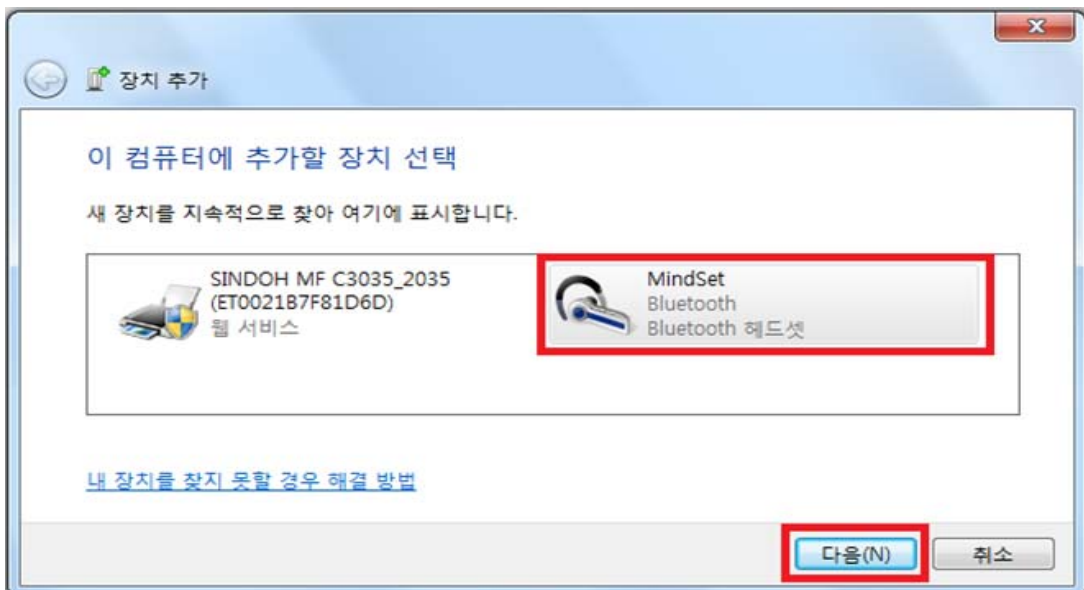 장치 추가
이 컴퓨터에 추가할 장치 선택
새 장치를 지속적으로 찾아 여기에 표시합니다.
SINDOH MF C3035_2035
(ET0021B7F81D6D)
웹 서비스
MindSet
Bluetooth
Bluetooth 헤드셋
내 장치를 찾지 못할 경우 해결 방법
다음(N)
취소